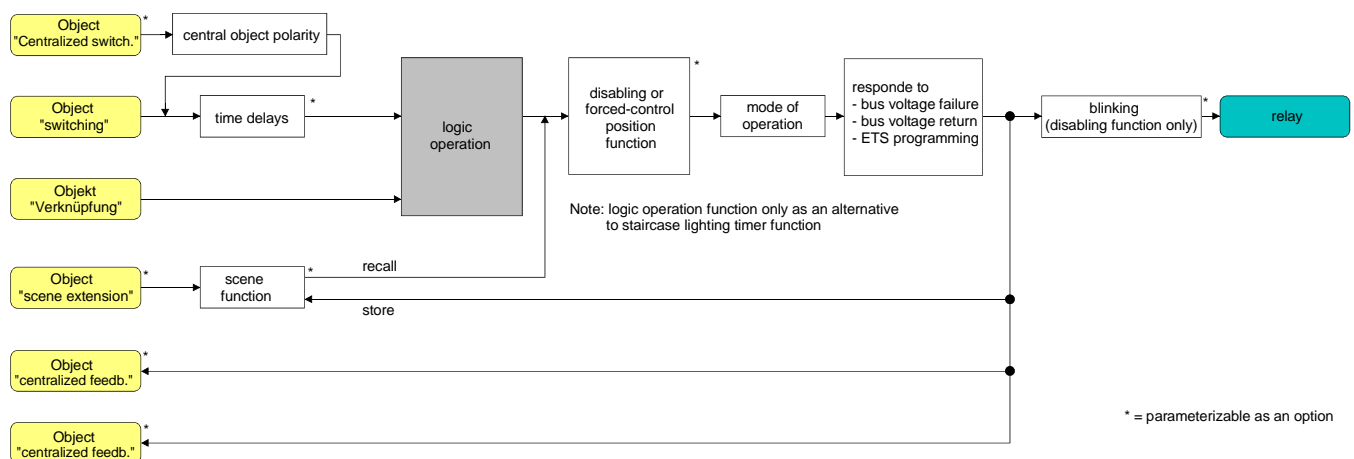 Object
"Centralized switch."
*
central object polarity
Object
"switching"
time delays
*
logic
operation
disabling or
forced-control
position
function
*
mode of
operation
responde to
- bus voltage failure
- bus voltage return
- ETS programming
blinking
(disabling function only)
*
relay
Objekt
"Verknüpfung"
Note: logic operation function only as an alternative
to staircase lighting timer function
Object
"scene extension"
*
scene
function
*
recall
store
Object
"centralized feedb."
*
Object
"centralized feedb."
*
* = parameterizable as an option